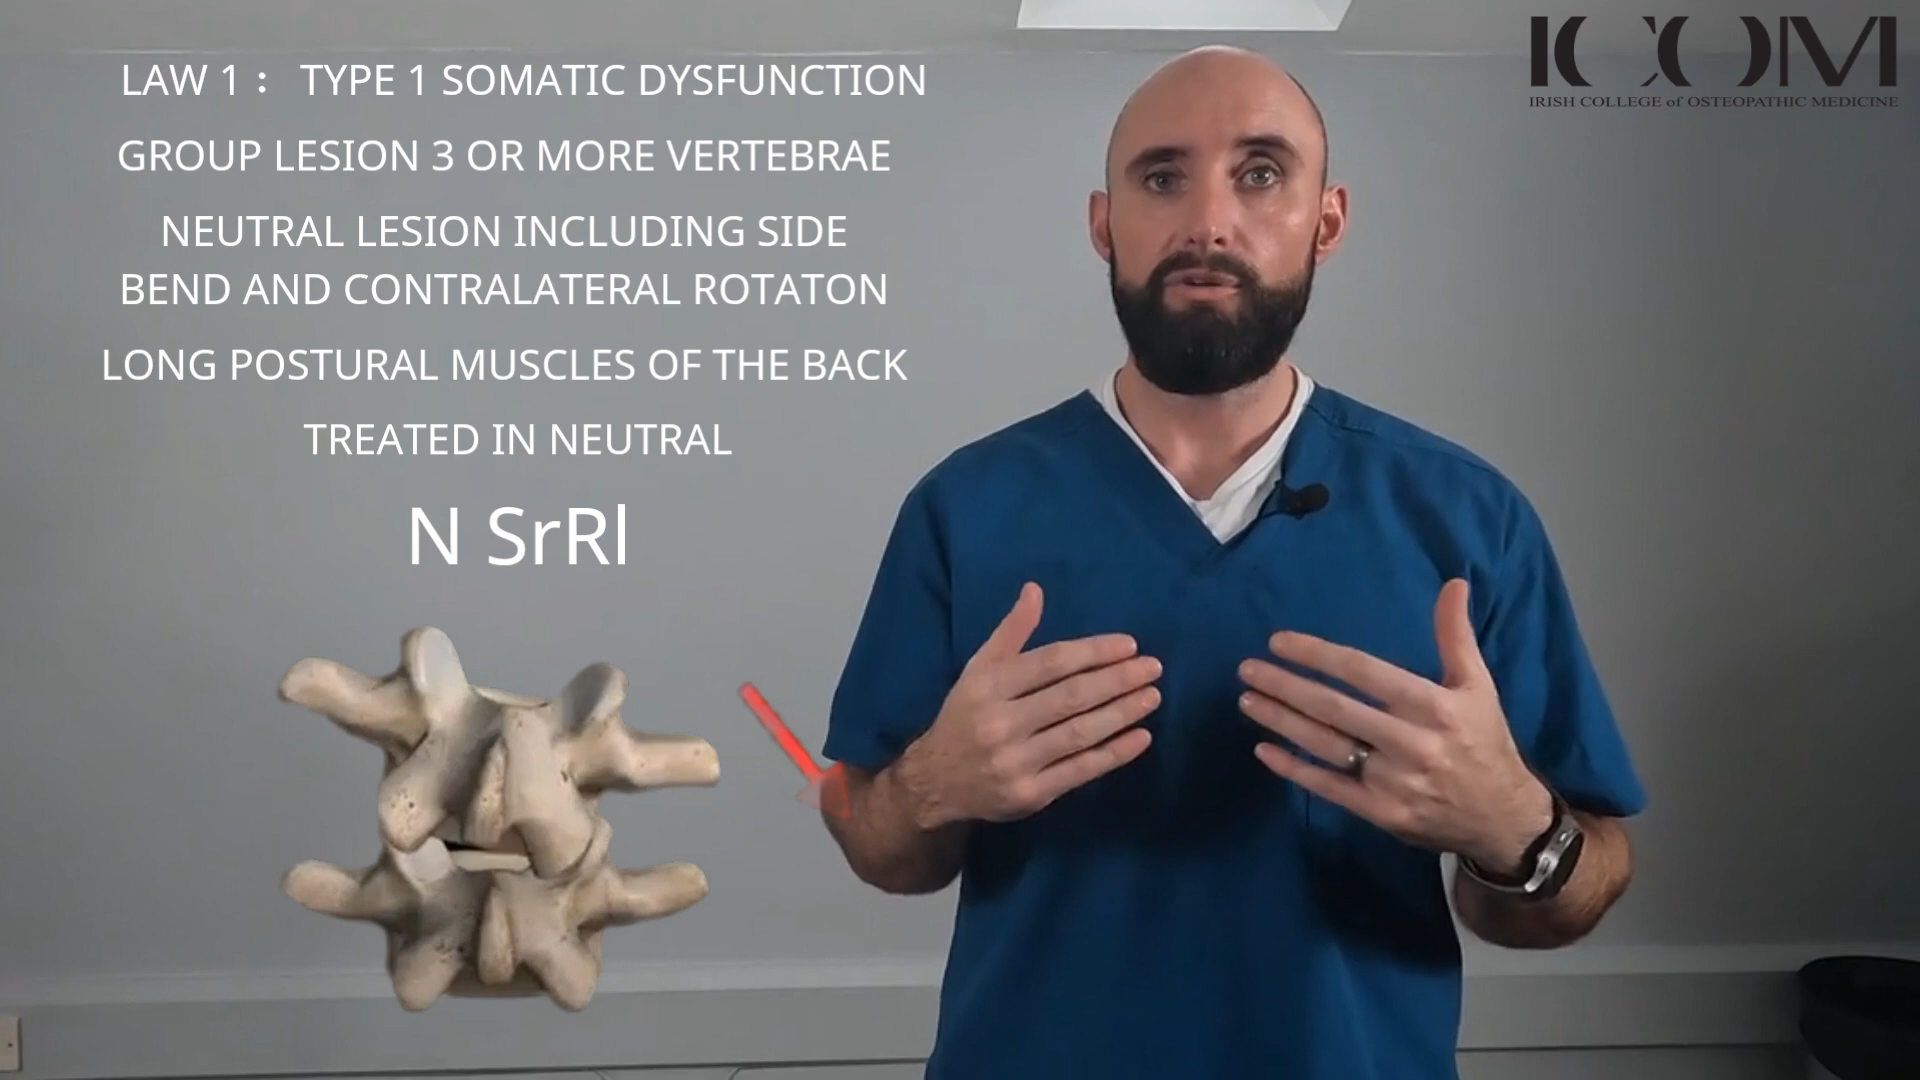 LAW 1 : TYPE 1 SOMATIC DYSFUNCTION
GROUP LESION 3 OR MORE VERTEBRAE
NEUTRAL LESION INCLUDING SIDE
BEND AND CONTRALATERAL ROTATON
LONG POSTURAL MUSCLES OF THE BACK
TREATED IN NEUTRAL
N SrRl
ICOM
IRISH COLLEGE of OSTEOPATHIC MEDICINE